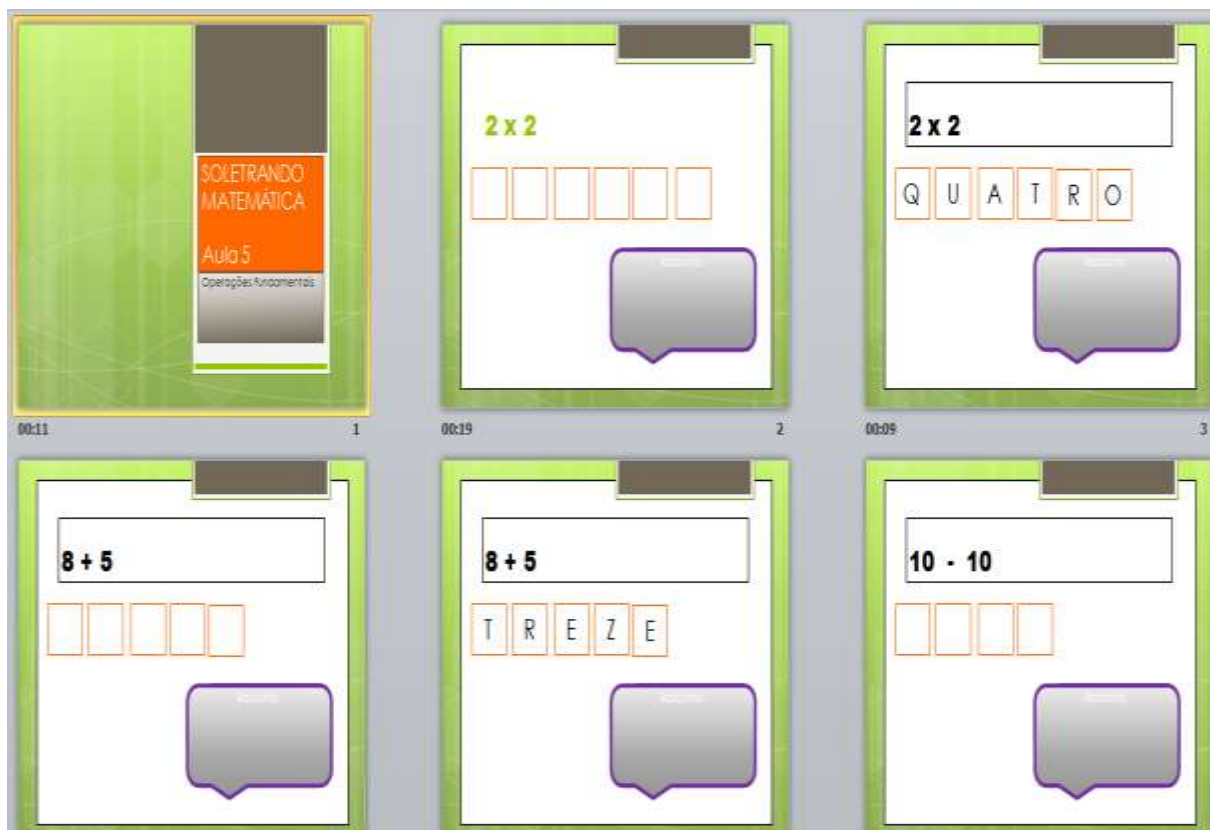 SOLETRANDO
MATEMÁTICA
Aula 5
Operações fundamentais
00:11
1
2 x 2
00:19
2
2 x 2
Q U A T R O
00:09
3
8 + 5
8 + 5
T R E Z E
10 - 10